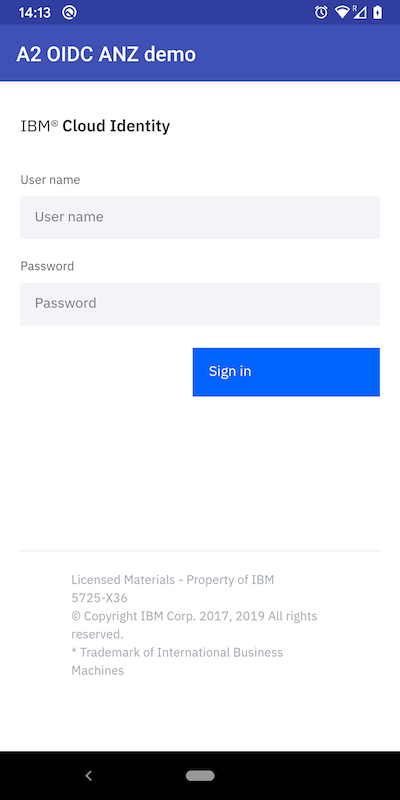 14:13
R
A2 OIDC ANZ demo
IBM® Cloud Identity
User name
User name
Password
Password
Sign in
Licensed Materials - Property of IBM
5725-X36
© Copyright IBM Corp. 2017, 2019 All rights
reserved.
* Trademark of International Business
Machines